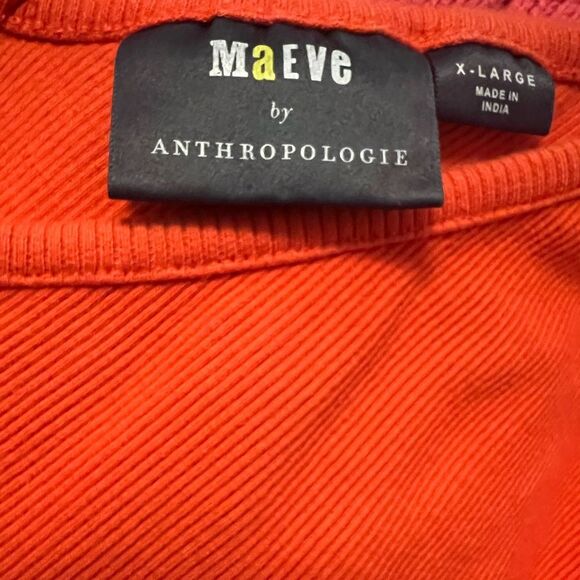 MaEVe
by
ANTHROPOLOGIE
X-LARGE
MADE IN
INDIA